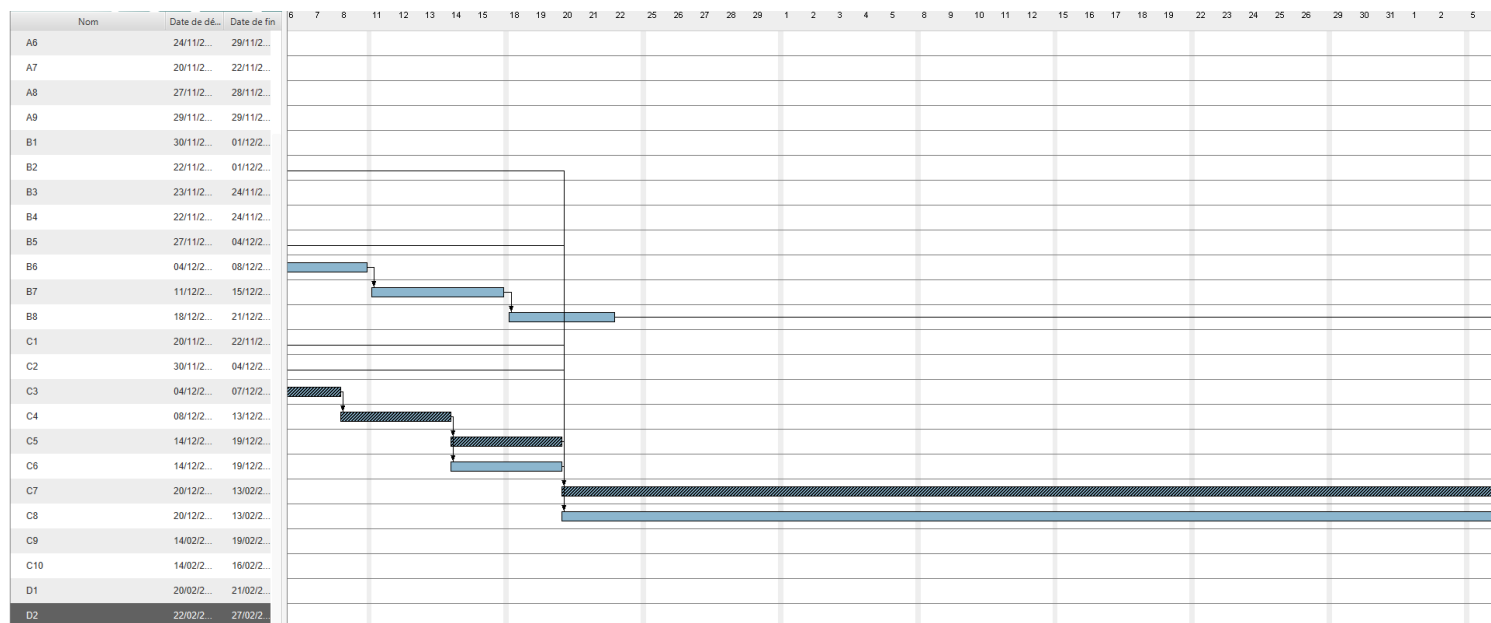 Nom Date de dé... Date de fin 6 7 8 11 12 13 14 15 18 19 20 21 22 25 26 27 28 29 1 2 3 4 5 8 9 10 11 12 15 16 17 18 19 22 23 24 25 26 29 30 31 1 2 5
A6 24/11/2... 29/11/2...
A7 20/11/2... 22/11/2...
A8 27/11/2... 28/11/2...
A9 29/11/2... 29/11/2...
B1 30/11/2... 01/12/2...
B2 22/11/2... 01/12/2...
B3 23/11/2... 24/11/2...
B4 22/11/2... 24/11/2...
B5 27/11/2... 04/12/2...
B6 04/12/2... 08/12/2...
B7 11/12/2... 15/12/2...
B8 18/12/2... 21/12/2...
C1 20/11/2... 22/11/2...
C2 30/11/2... 04/12/2...
C3 04/12/2... 07/12/2...
C4 08/12/2... 13/12/2...
C5 14/12/2... 19/12/2...
C6 14/12/2... 19/12/2...
C7 20/12/2... 13/02/2...
C8 20/12/2... 13/02/2...
C9 14/02/2... 19/02/2...
C10 14/02/2... 16/02/2...
D1 20/02/2... 21/02/2...
D2 22/02/2... 27/02/2...